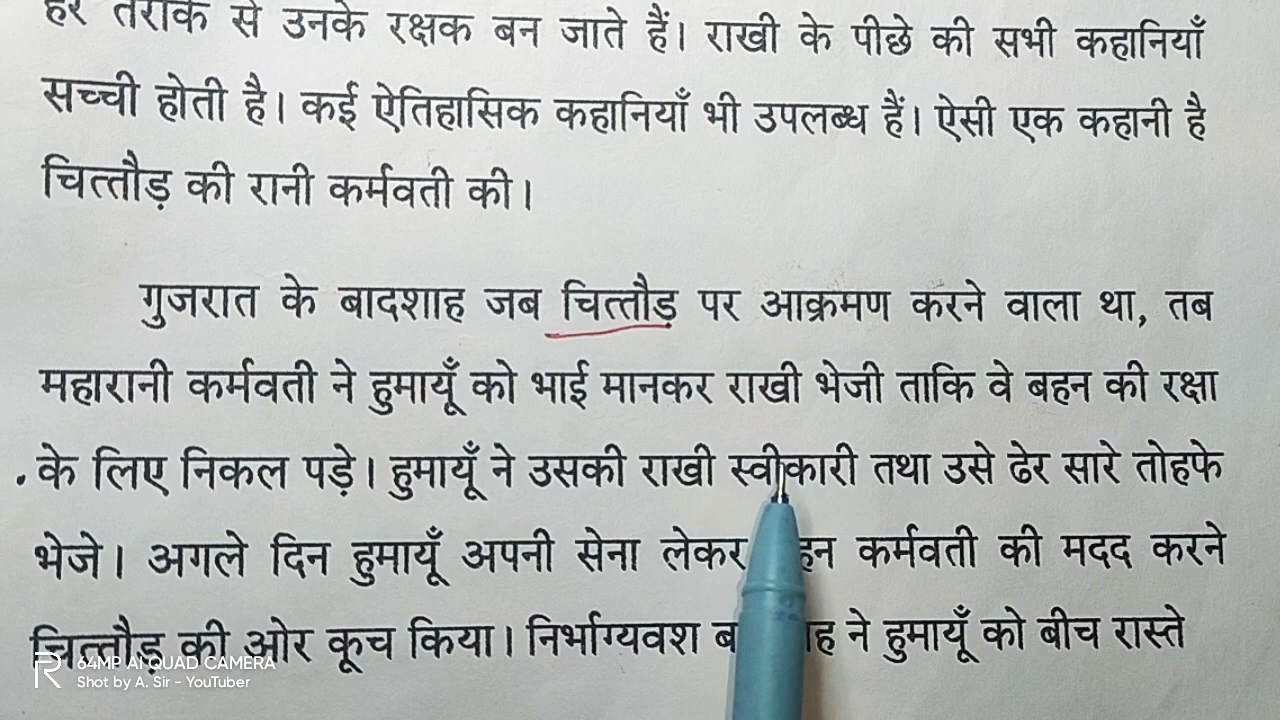 हर तरीके से उनके रक्षक बन जाते हैं। राखी के पीछे की सभी कहानियाँ
सच्ची होती है। कई ऐतिहासिक कहानियाँ भी उपलब्ध हैं। ऐसी एक कहानी है
चित्तौड़ की रानी कर्मवती की।
गुजरात के बादशाह जब चित्तौड़ पर आक्रमण करने वाला था, तब
महारानी कर्मवती ने हुमायूँ को भाई मानकर राखी भेजी ताकि वे बहन की रक्षा
के लिए निकल पड़े। हुमायूँ ने उसकी राखी स्वीकारी तथा उसे ढेर सारे तोहफे
भेजे। अगले दिन हुमायूँ अपनी सेना लेकर कर्मवती की मदद करने
चित्तौड़ की ओर कूच किया। निर्भाग्यवश ने हुमायूँ को बीच रास्ते
64MP AI QUAD CAMERA
Shot by A. Sir - YouTuber